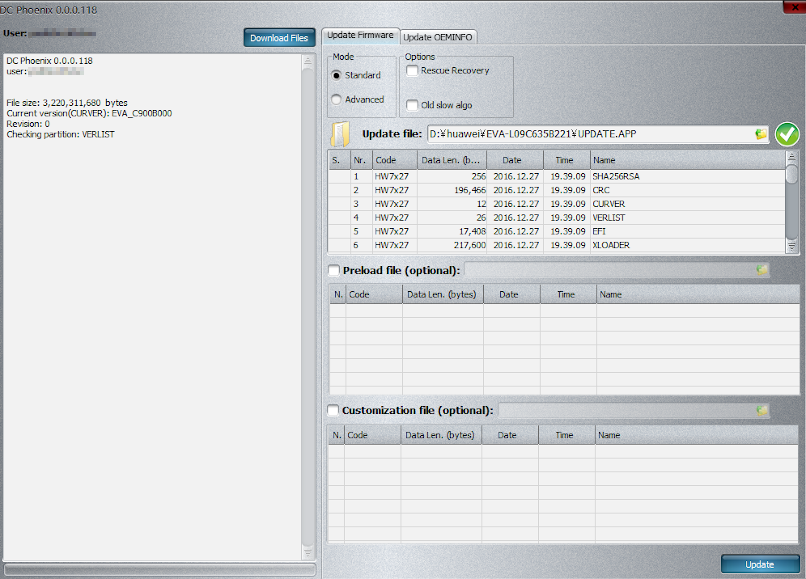 DC Phoenix 0.0.0.118
User:
Download Files
DC Phoenix 0.0.0.118
user:
File size: 3,220,311,680 bytes
Current version(CURVER): EVA_C900B000
Revision: 0
Checking partition: VERLIST
Update Firmware Update OEMINFO
Mode
Standard
Advanced
Options
Rescue Recovery
Old slow algo
Update file: D:¥huawei¥EVA-L09C635B221¥UPDATE.APP
S. Nr. Code Data Len. (b... Date Time Name
1 HW7x27 256 2016.12.27 19.39.09 SHA256RSA
2 HW7x27 196,466 2016.12.27 19.39.09 CRC
3 HW7x27 12 2016.12.27 19.39.09 CURVER
4 HW7x27 26 2016.12.27 19.39.09 VERLIST
5 HW7x27 17,408 2016.12.27 19.39.09 EFI
6 HW7x27 217,600 2016.12.27 19.39.09 XLOADER
Preload file (optional):
N. Code Data Len. (bytes) Date Time Name
Customization file (optional):
N. Code Data Len. (bytes) Date Time Name
Update